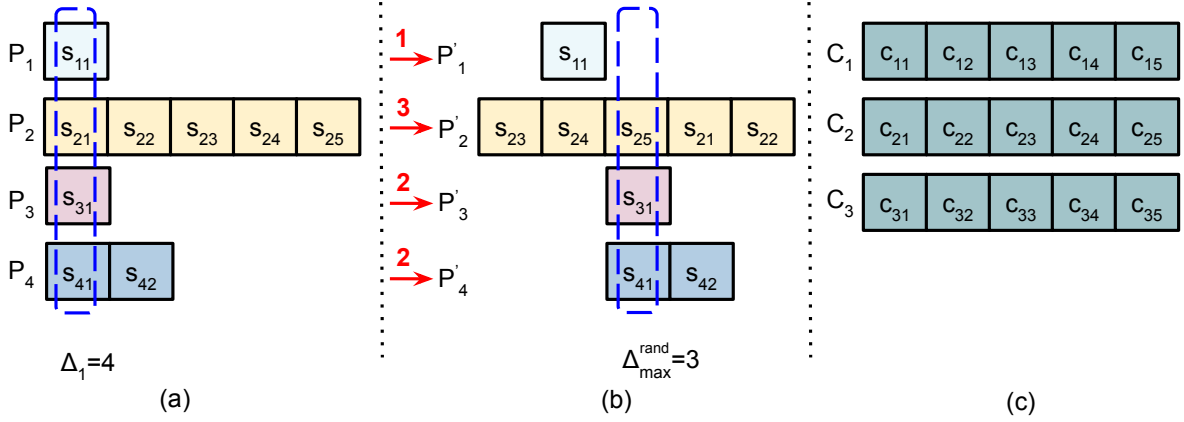 P₁ s₁₁ 1 P'₁ s₁₁ C₁ c₁₁ c₁₂ c₁₃ c₁₄ c₁₅
P₂ s₂₁ s₂₂ s₂₃ s₂₄ s₂₅ 3 P'₂ s₂₃ s₂₄ s₂₅ s₂₁ s₂₂ C₂ c₂₁ c₂₂ c₂₃ c₂₄ c₂₅
P₃ s₃₁ 2 P'₃ s₃₁ C₃ c₃₁ c₃₂ c₃₃ c₃₄ c₃₅
P₄ s₄₁ s₄₂ 2 P'₄ s₄₁ s₄₂
Δ₁=4 Δ^rand_max=3
(a) (b) (c)